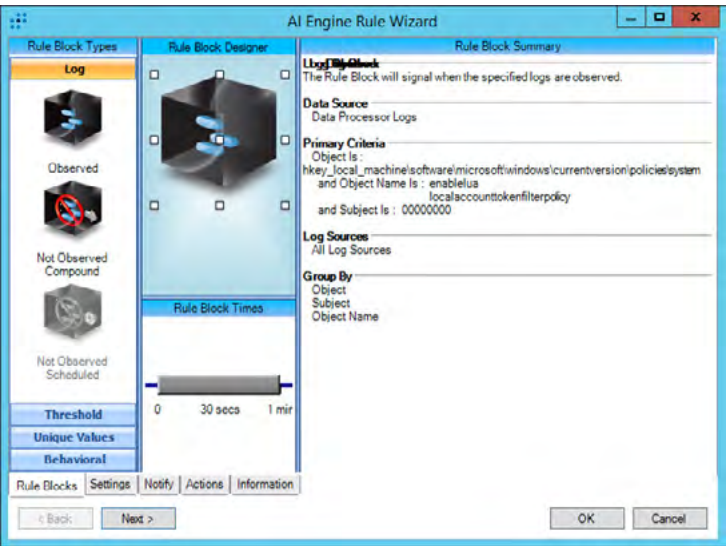 AI Engine Rule Wizard
Rule Block Types
Log
Observed
Not Observed
Compound
Not Observed
Scheduled
Threshold
Unique Values
Behavioral
Rule Block Designer
Rule Block Times
0 30 secs 1 mir
Rule Block Summary
The Rule Block will signal when the specified logs are observed.
Data Source
Data Processor Logs
Primary Criteria
Object Is :
hkey_local_machine\software\microsoft\windows\currentversion\policies\system
and Object Name Is : enablelua
localaccounttokenfilterpolicy
and Subject Is : 00000000
Log Sources
All Log Sources
Group By
Object
Subject
Object Name
Rule Blocks Settings Notify Actions Information
< Back Next > OK Cancel